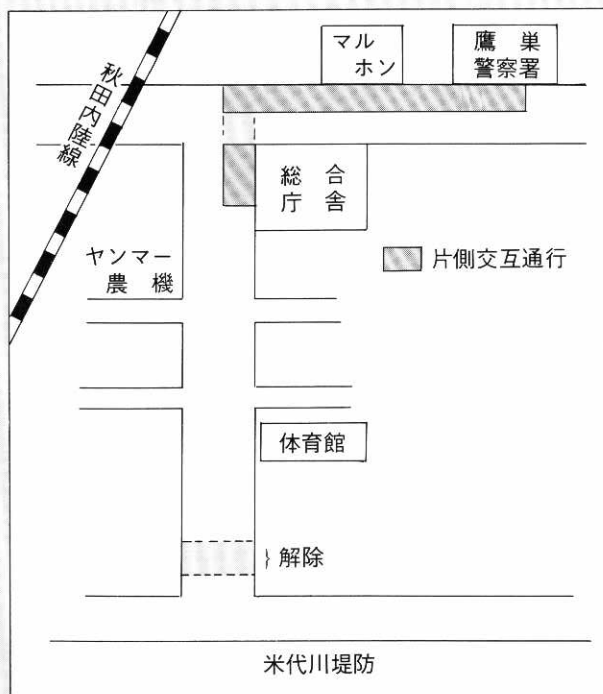 マル
ホン
鷹巣
警察署
秋田内陸線
総合
庁舎
ヤンマー
農機
片側交互通行
体育館
}解除
米代川堤防